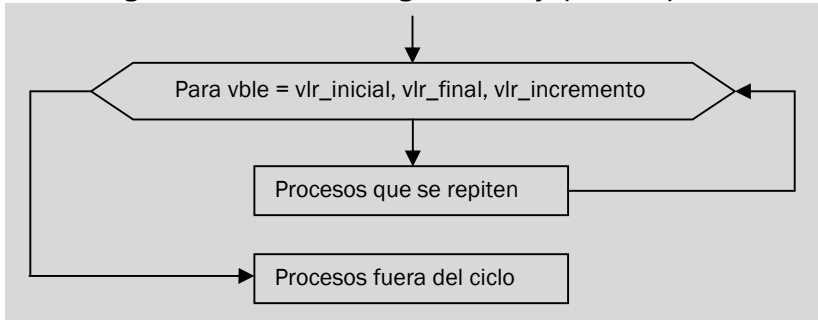 Para vble = vlr_inicial, vlr_final, vlr_incremento
Procesos que se repiten
Procesos fuera del ciclo